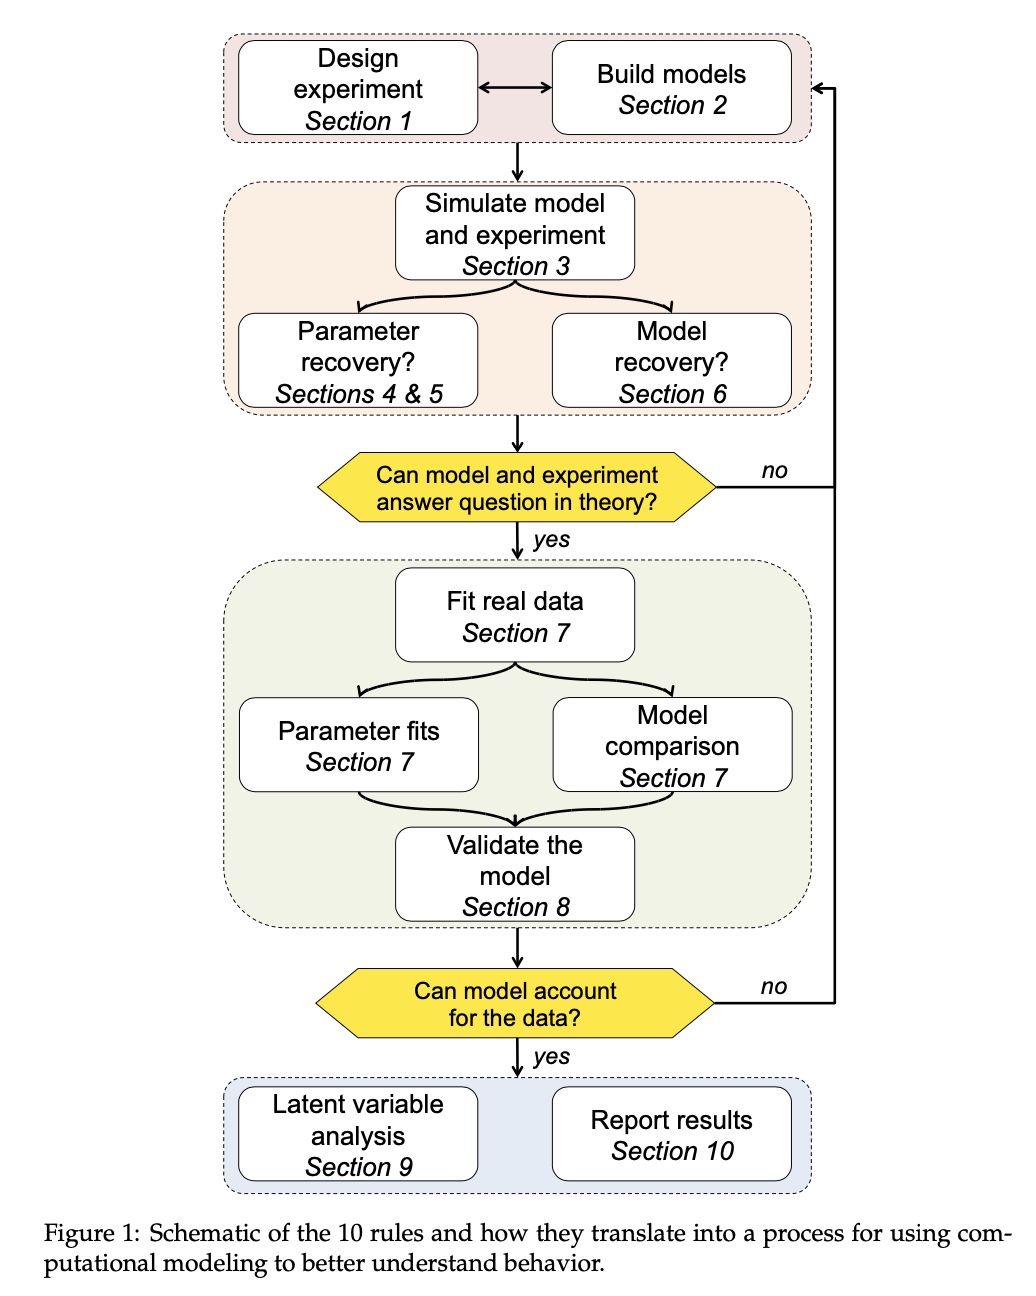 Design
experiment
Section 1
Build models
Section 2
Simulate model
and experiment
Section 3
Parameter
recovery?
Sections 4 & 5
Model
recovery?
Section 6
Can model and experiment
answer question in theory?
no
yes
Fit real data
Section 7
Parameter fits
Section 7
Model
comparison
Section 7
Validate the
model
Section 8
Can model account
for the data?
no
yes
Latent variable
analysis
Section 9
Report results
Section 10
Figure 1: Schematic of the 10 rules and how they translate into a process for using com-
putational modeling to better understand behavior.